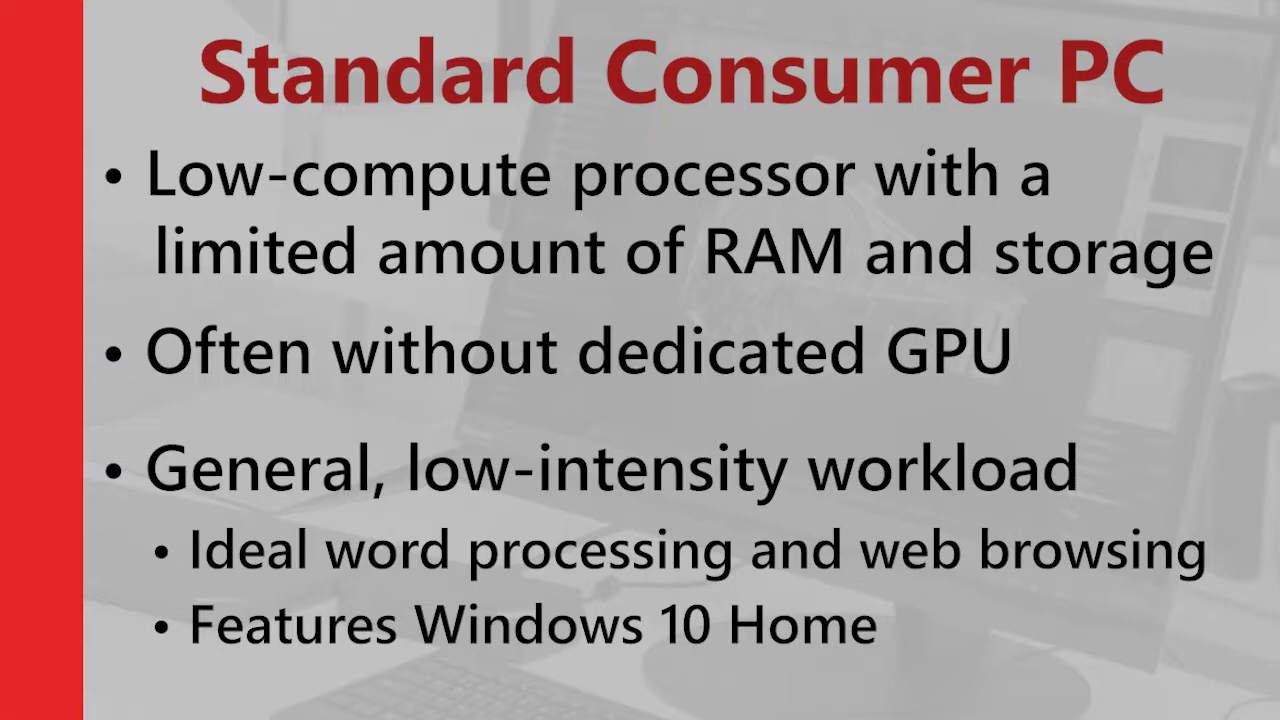 Standard Consumer PC
• Low-compute processor with a
limited amount of RAM and storage
• Often without dedicated GPU
• General, low-intensity workload
• Ideal word processing and web browsing
• Features Windows 10 Home